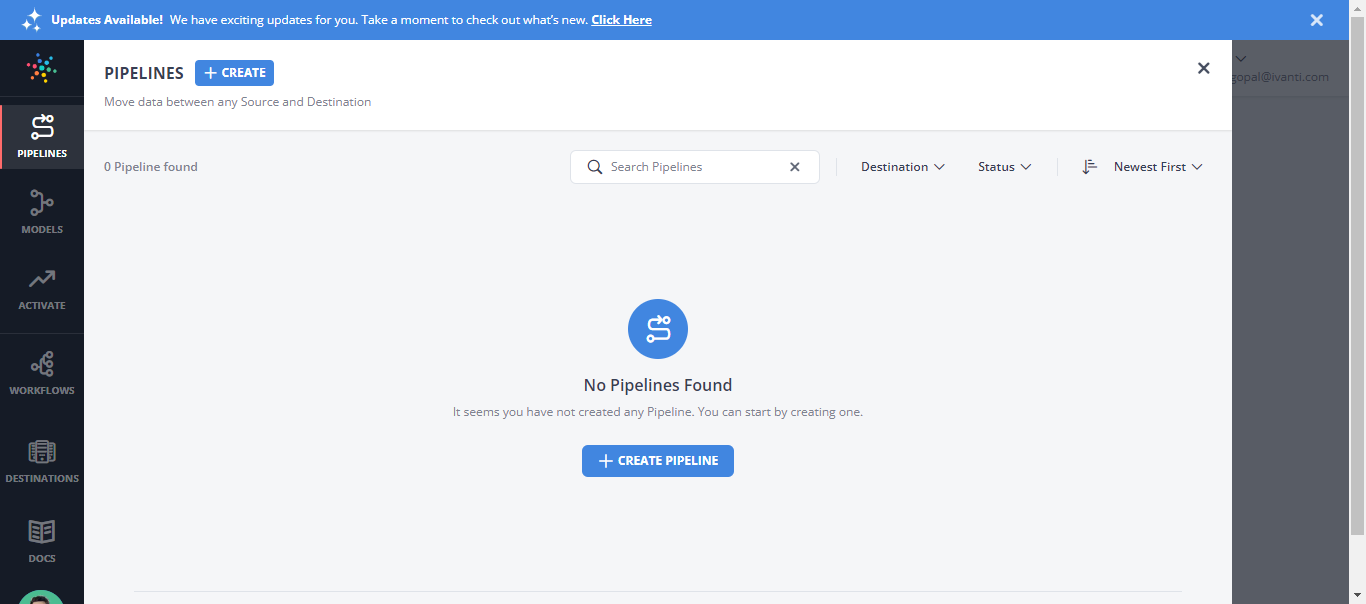 Updates Available! We have exciting updates for you. Take a moment to check out what's new. Click Here
PIPELINES
+ CREATE
Move data between any Source and Destination
gopal@ivanti.com
0 Pipeline found
Search Pipelines
Destination
Status
Newest First
No Pipelines Found
It seems you have not created any Pipeline. You can start by creating one.
+ CREATE PIPELINE
PIPELINES
MODELS
ACTIVATE
WORKFLOWS
DESTINATIONS
DOCS